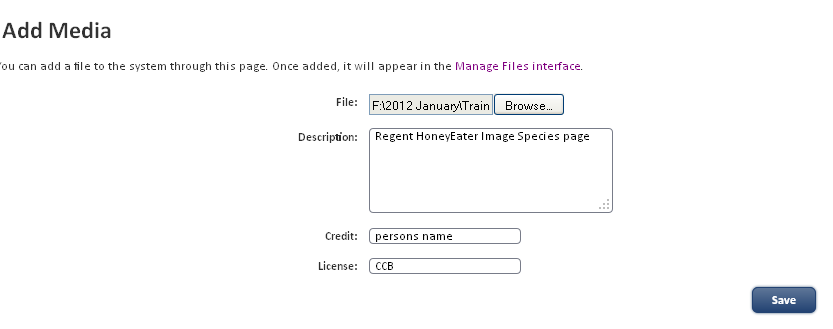 Add Media
You can add a file to the system through this page. Once added, it will appear in the Manage Files interface.
File: F:\2012 January\Train Browse...
Description: Regent HoneyEater Image Species page
Credit: persons name
License: CCB
Save